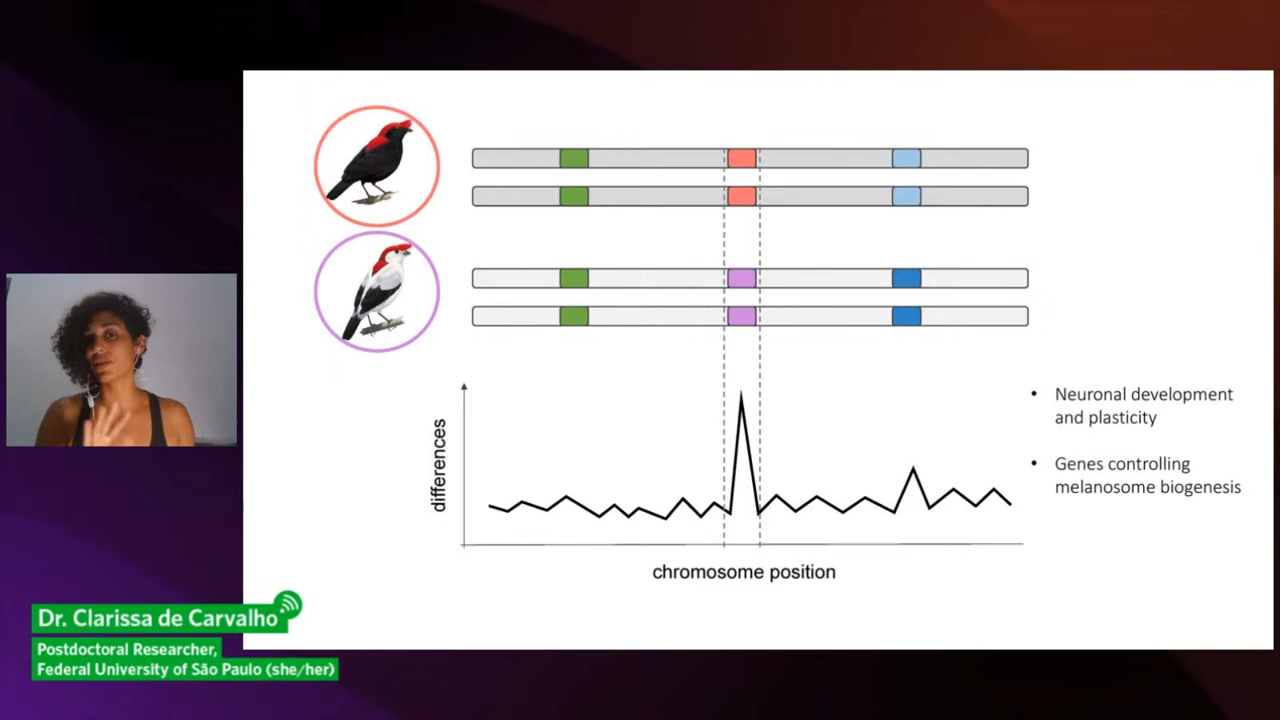 differences
chromosome position
• Neuronal development
and plasticity
• Genes controlling
melanosome biogenesis
Dr. Clarissa de Carvalho
Postdoctoral Researcher,
Federal University of São Paulo (she/her)